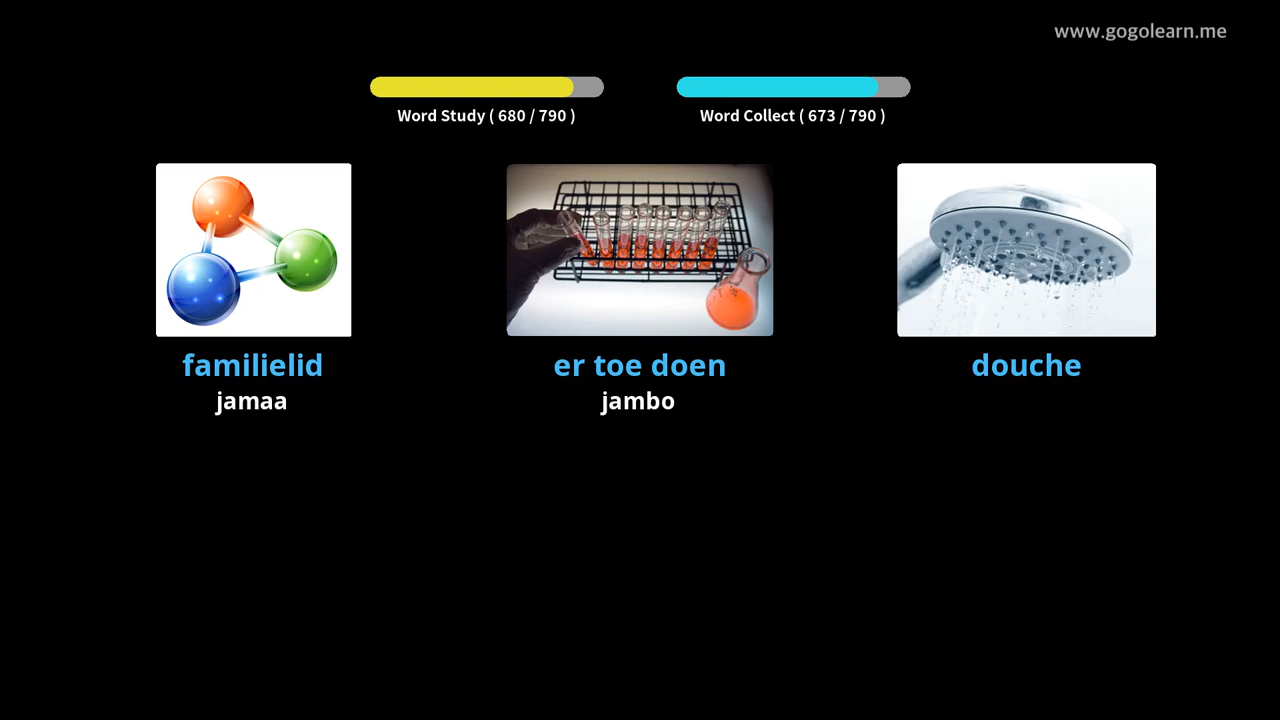 www.gogolearn.me
Word Study ( 680 / 790 )
Word Collect ( 673 / 790 )
familielid
jamaa
er toe doen
jambo
douche